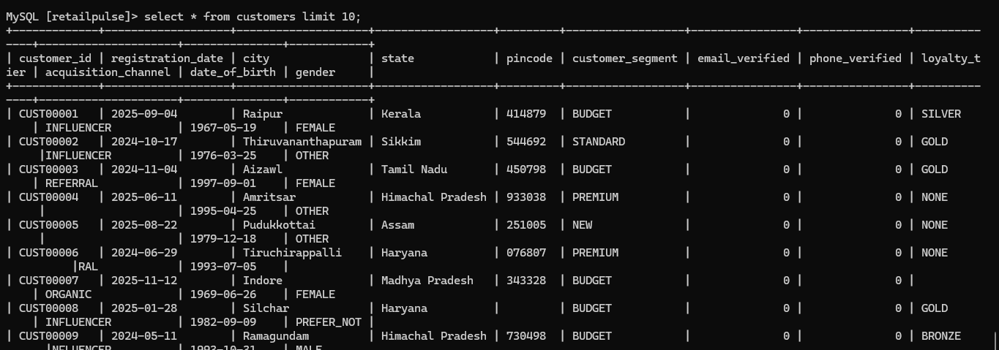 MySQL [retailpulse]> select * from customers limit 10;
+-------------+-------------------+--------------------+------------------+---------+------------------+----------------+----------------+----------
----+---------------------+---------------+------------+
| customer_id | registration_date | city               | state            | pincode | customer_segment | email_verified | phone_verified | loyalty_t
ier | acquisition_channel | date_of_birth | gender     |
+-------------+-------------------+--------------------+------------------+---------+------------------+----------------+----------------+----------
----+---------------------+---------------+------------+
| CUST00001   | 2025-09-04        | Raipur             | Kerala           | 414879  | BUDGET           |              0 |              0 | SILVER
    | INFLUENCER          | 1967-05-19    | FEMALE
| CUST00002   | 2024-10-17        | Thiruvananthapuram | Sikkim           | 544692  | STANDARD         |              0 |              0 | GOLD
     |INFLUENCER          | 1976-03-25    | OTHER
| CUST00003   | 2024-11-04        | Aizawl             | Tamil Nadu       | 450798  | BUDGET           |              0 |              0 | GOLD
    | REFERRAL            | 1997-09-01    | FEMALE
| CUST00004   | 2025-06-11        | Amritsar           | Himachal Pradesh | 933038  | PREMIUM          |              0 |              0 | NONE
     |                    | 1995-04-25    | OTHER
| CUST00005   | 2025-08-22        | Pudukkottai        | Assam            | 251005  | NEW              |              0 |              0 | NONE
     |                    | 1979-12-18    | OTHER
| CUST00006   | 2024-06-29        | Tiruchirappalli    | Haryana          | 076807  | PREMIUM          |              0 |              0 | NONE
          |RAL            | 1993-07-05    |
| CUST00007   | 2025-11-12        | Indore             | Madhya Pradesh   | 343328  | BUDGET           |              0 |              0 |
    | ORGANIC             | 1969-06-26    | FEMALE
| CUST00008   | 2025-01-28        | Silchar            | Haryana          |         | BUDGET           |              0 |              0 | GOLD
    | INFLUENCER          | 1982-09-09    | PREFER_NOT |
| CUST00009   | 2024-05-11        | Ramagundam         | Himachal Pradesh | 730498  | BUDGET           |              0 |              0 | BRONZE
      |NFLUENCER          | 1993-10-31    | MALE